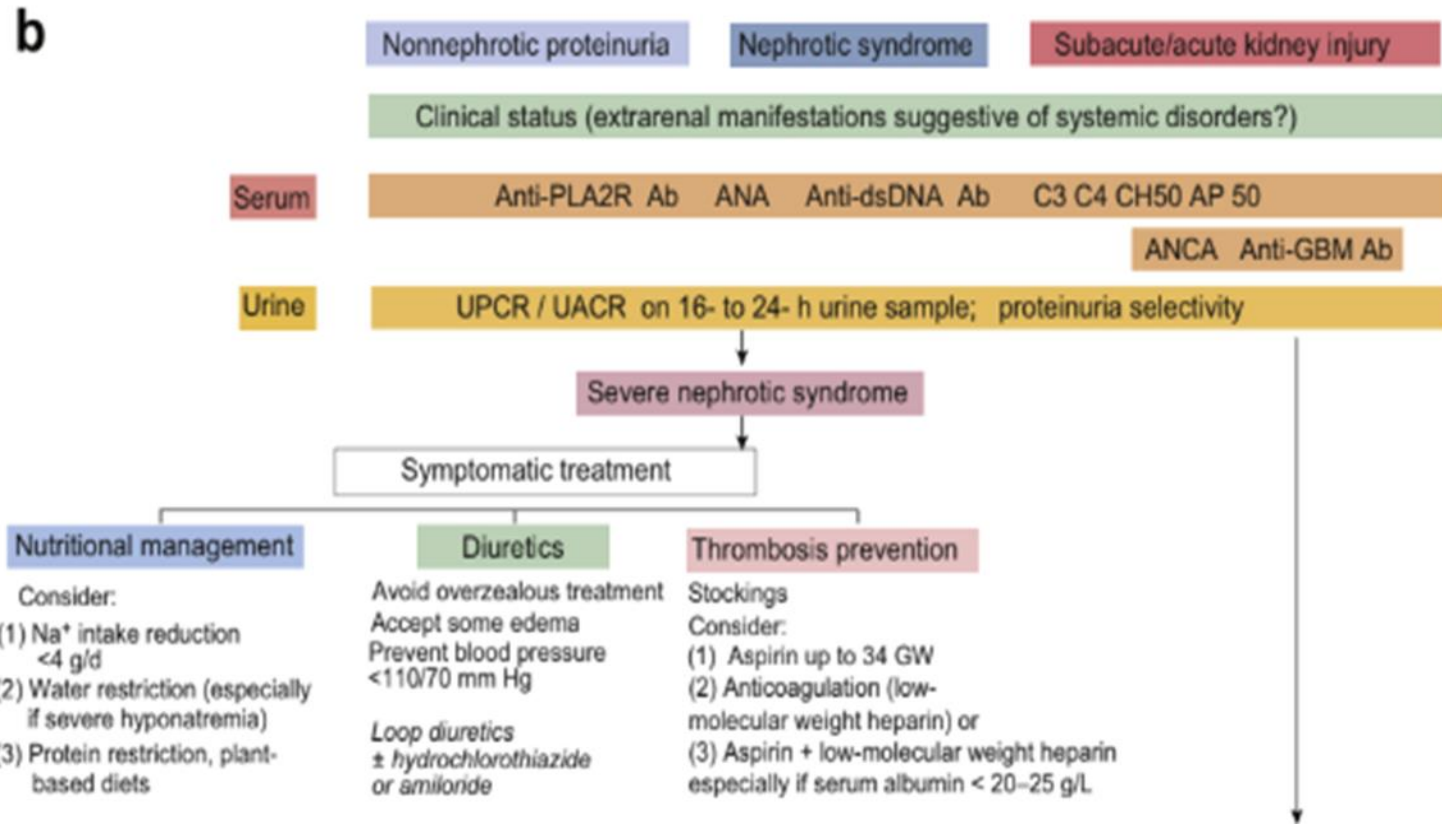 b
Nonnephrotic proteinuria
Nephrotic syndrome
Subacute/acute kidney injury
Clinical status (extrarenal manifestations suggestive of systemic disorders?)
Serum
Anti-PLA2R Ab ANA Anti-dsDNA Ab C3 C4 CH50 AP 50
ANCA Anti-GBM Ab
Urine
UPCR / UACR on 16- to 24- h urine sample; proteinuria selectivity
Severe nephrotic syndrome
Symptomatic treatment
Nutritional management
Consider:
(1) Na⁺ intake reduction
<4 g/d
2) Water restriction (especially
if severe hyponatremia)
3) Protein restriction, plant-
based diets
Diuretics
Avoid overzealous treatment
Accept some edema
Prevent blood pressure
<110/70 mm Hg
Loop diuretics
± hydrochlorothiazide
or amiloride
Thrombosis prevention
Stockings
Consider:
(1) Aspirin up to 34 GW
(2) Anticoagulation (low-
molecular weight heparin) or
(3) Aspirin + low-molecular weight heparin
especially if serum albumin < 20–25 g/L